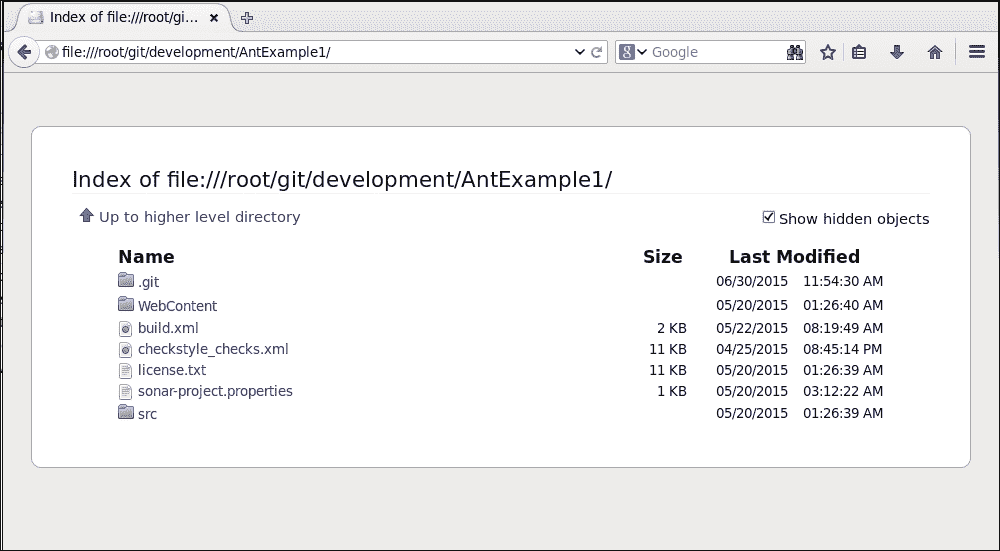 Index of file:///root/gi...
file:///root/git/development/AntExample1/
Google
Index of file:///root/git/development/AntExample1/
Up to higher level directory
Show hidden objects
Name Size Last Modified
.git 06/30/2015 11:54:30 AM
WebContent 05/20/2015 01:26:40 AM
build.xml 2 KB 05/22/2015 08:19:49 AM
checkstyle_checks.xml 11 KB 04/25/2015 08:45:14 PM
license.txt 11 KB 05/20/2015 01:26:39 AM
sonar-project.properties 1 KB 05/20/2015 03:12:22 AM
src 05/20/2015 01:26:39 AM